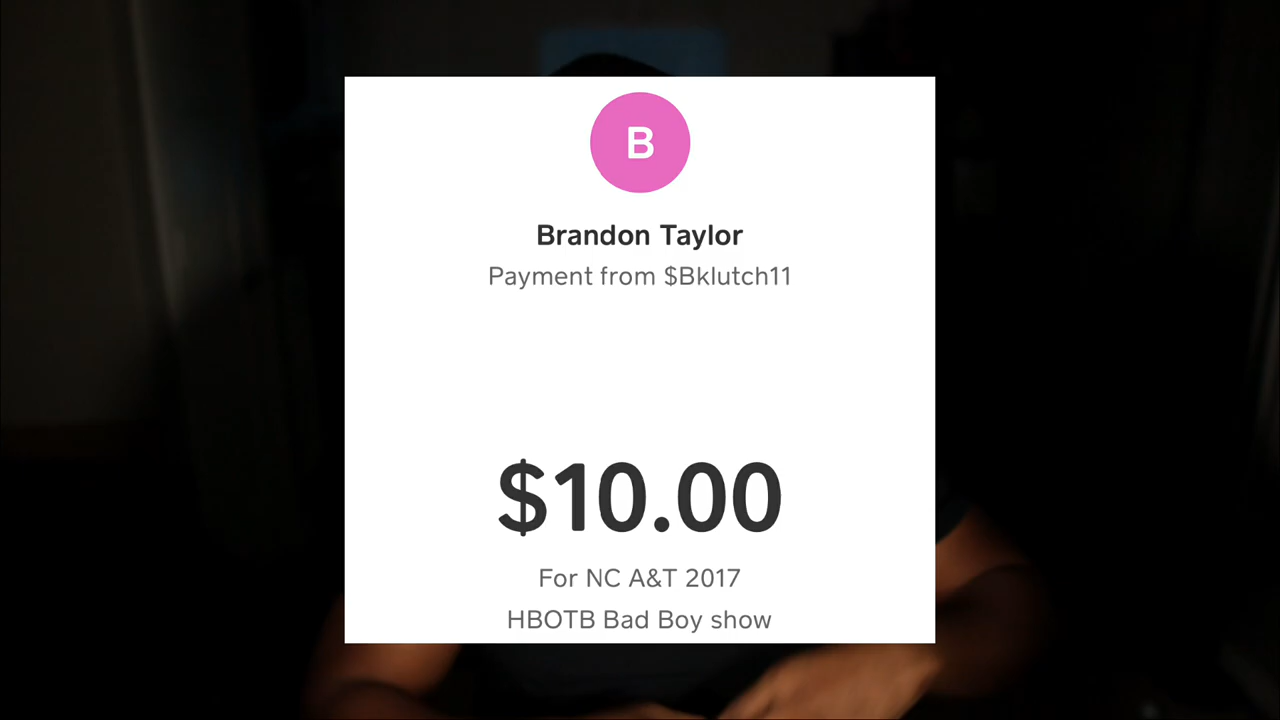 B
Brandon Taylor
Payment from $Bklutch11
$10.00
For NC A&T 2017
HBOTB Bad Boy show